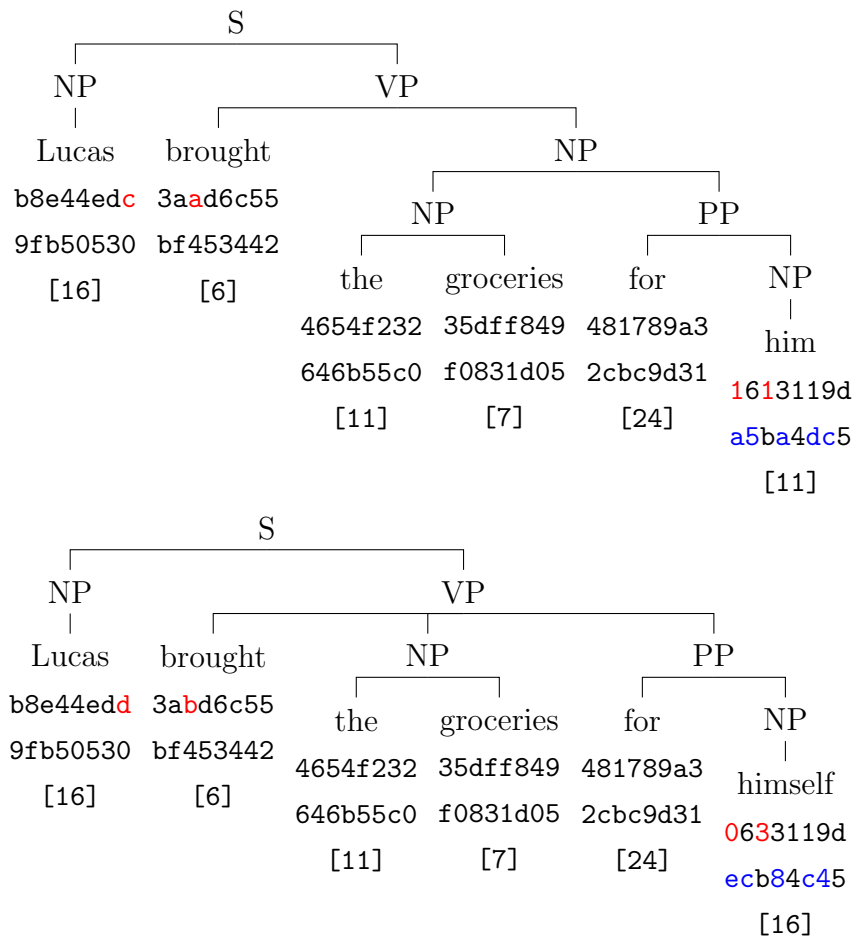 S
NP VP
Lucas brought NP
b8e44edc 3aad6c55 NP PP
9fb50530 bf453442
[16] [6] the groceries for NP
4654f232 35dff849 481789a3 him
646b55c0 f0831d05 2cbc9d31 1613119d
[11] [7] [24] a5ba4dc5
[11]
S
NP VP
Lucas brought NP PP
b8e44edd 3abd6c55 the groceries for NP
9fb50530 bf453442 4654f232 35dff849 481789a3 himself
[16] [6] 646b55c0 f0831d05 2cbc9d31 0633119d
[11] [7] [24] ecb84c45
[16]